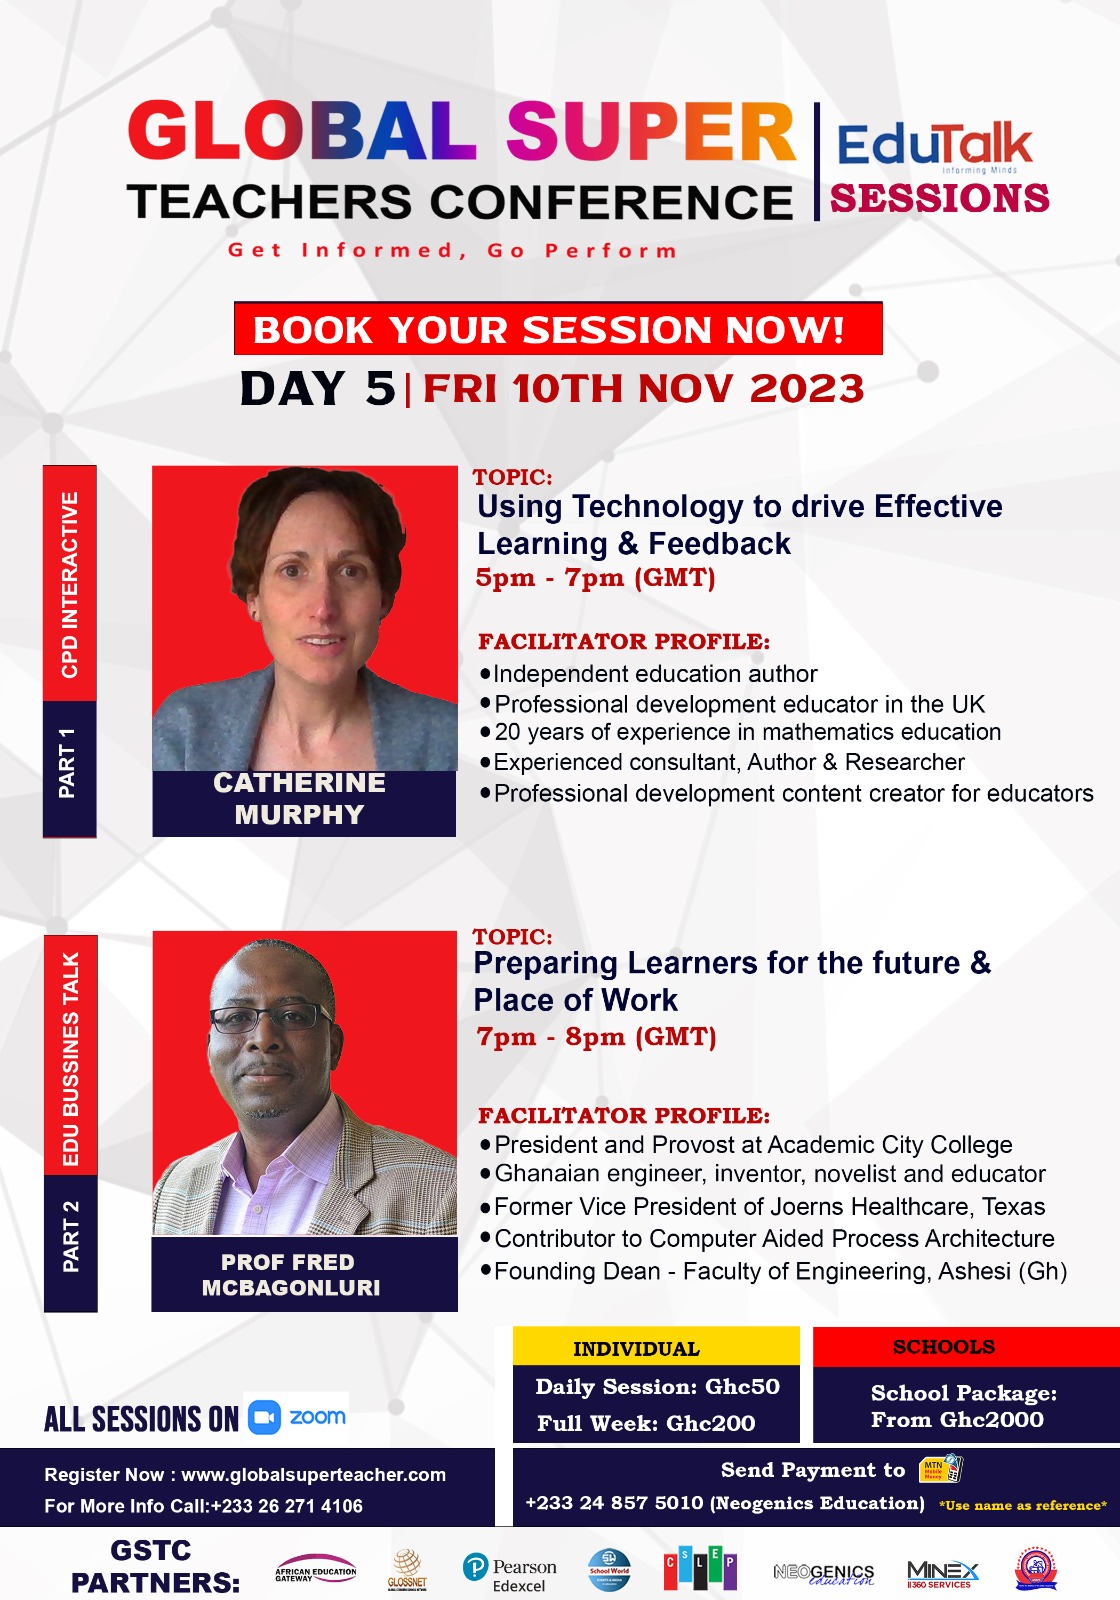 GLOBAL SUPER
TEACHERS CONFERENCE
Get Informed, Go Perform
EduTalk
Informing Minds
SESSIONS
BOOK YOUR SESSION NOW!
DAY 5 | FRI 10TH NOV 2023
CPD INTERACTIVE
PART 1
CATHERINE
MURPHY
TOPIC:
Using Technology to drive Effective
Learning & Feedback
5pm - 7pm (GMT)
FACILITATOR PROFILE:
•Independent education author
•Professional development educator in the UK
•20 years of experience in mathematics education
•Experienced consultant, Author & Researcher
•Professional development content creator for educators
EDU BUSSINES TALK
PART 2
PROF FRED
MCBAGONLURI
TOPIC:
Preparing Learners for the future &
Place of Work
7pm - 8pm (GMT)
FACILITATOR PROFILE:
•President and Provost at Academic City College
•Ghanaian engineer, inventor, novelist and educator
•Former Vice President of Joerns Healthcare, Texas
•Contributor to Computer Aided Process Architecture
•Founding Dean - Faculty of Engineering, Ashesi (Gh)
INDIVIDUAL
Daily Session: Ghc50
Full Week: Ghc200
SCHOOLS
School Package:
From Ghc2000
ALL SESSIONS ON zoom
Register Now : www.globalsuperteacher.com
For More Info Call:+233 26 271 4106
Send Payment to
MTN
Mobile
Money
+233 24 857 5010 (Neogenics Education) *Use name as reference*
GSTC
PARTNERS:
AFRICAN EDUCATION
GATEWAY
GLOSSNET
Pearson
Edexcel
SW
School World
CSLEP
NEOGENICS
education
MINEX
360 SERVICES